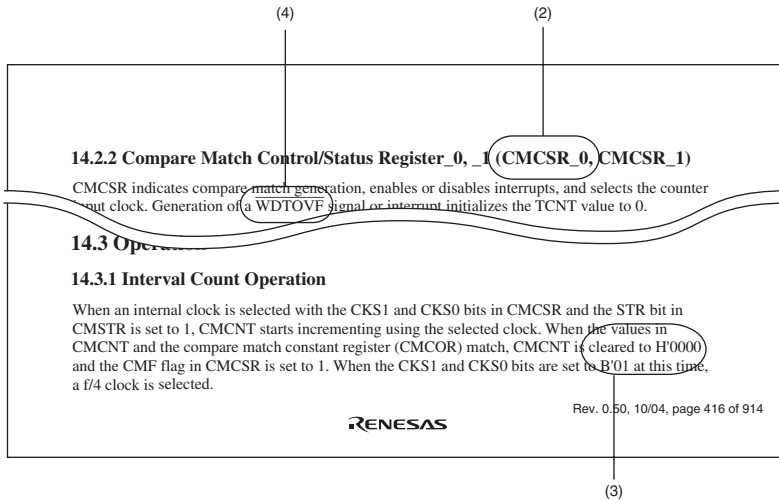 (4)
(2)
14.2.2 Compare Match Control/Status Register_0, _1 (CMCSR_0, CMCSR_1)
CMCSR indicates compare match generation, enables or disables interrupts, and selects the counter
input clock. Generation of a WDTOVF signal or interrupt initializes the TCNT value to 0.
14.3 Operation
14.3.1 Interval Count Operation
When an internal clock is selected with the CKS1 and CKS0 bits in CMCSR and the STR bit in
CMSTR is set to 1, CMCNT starts incrementing using the selected clock. When the values in
CMCNT and the compare match constant register (CMCOR) match, CMCNT is cleared to H'0000
and the CMF flag in CMCSR is set to 1. When the CKS1 and CKS0 bits are set to B'01 at this time,
a f/4 clock is selected.
Rev. 0.50, 10/04, page 416 of 914
RENESAS
(3)